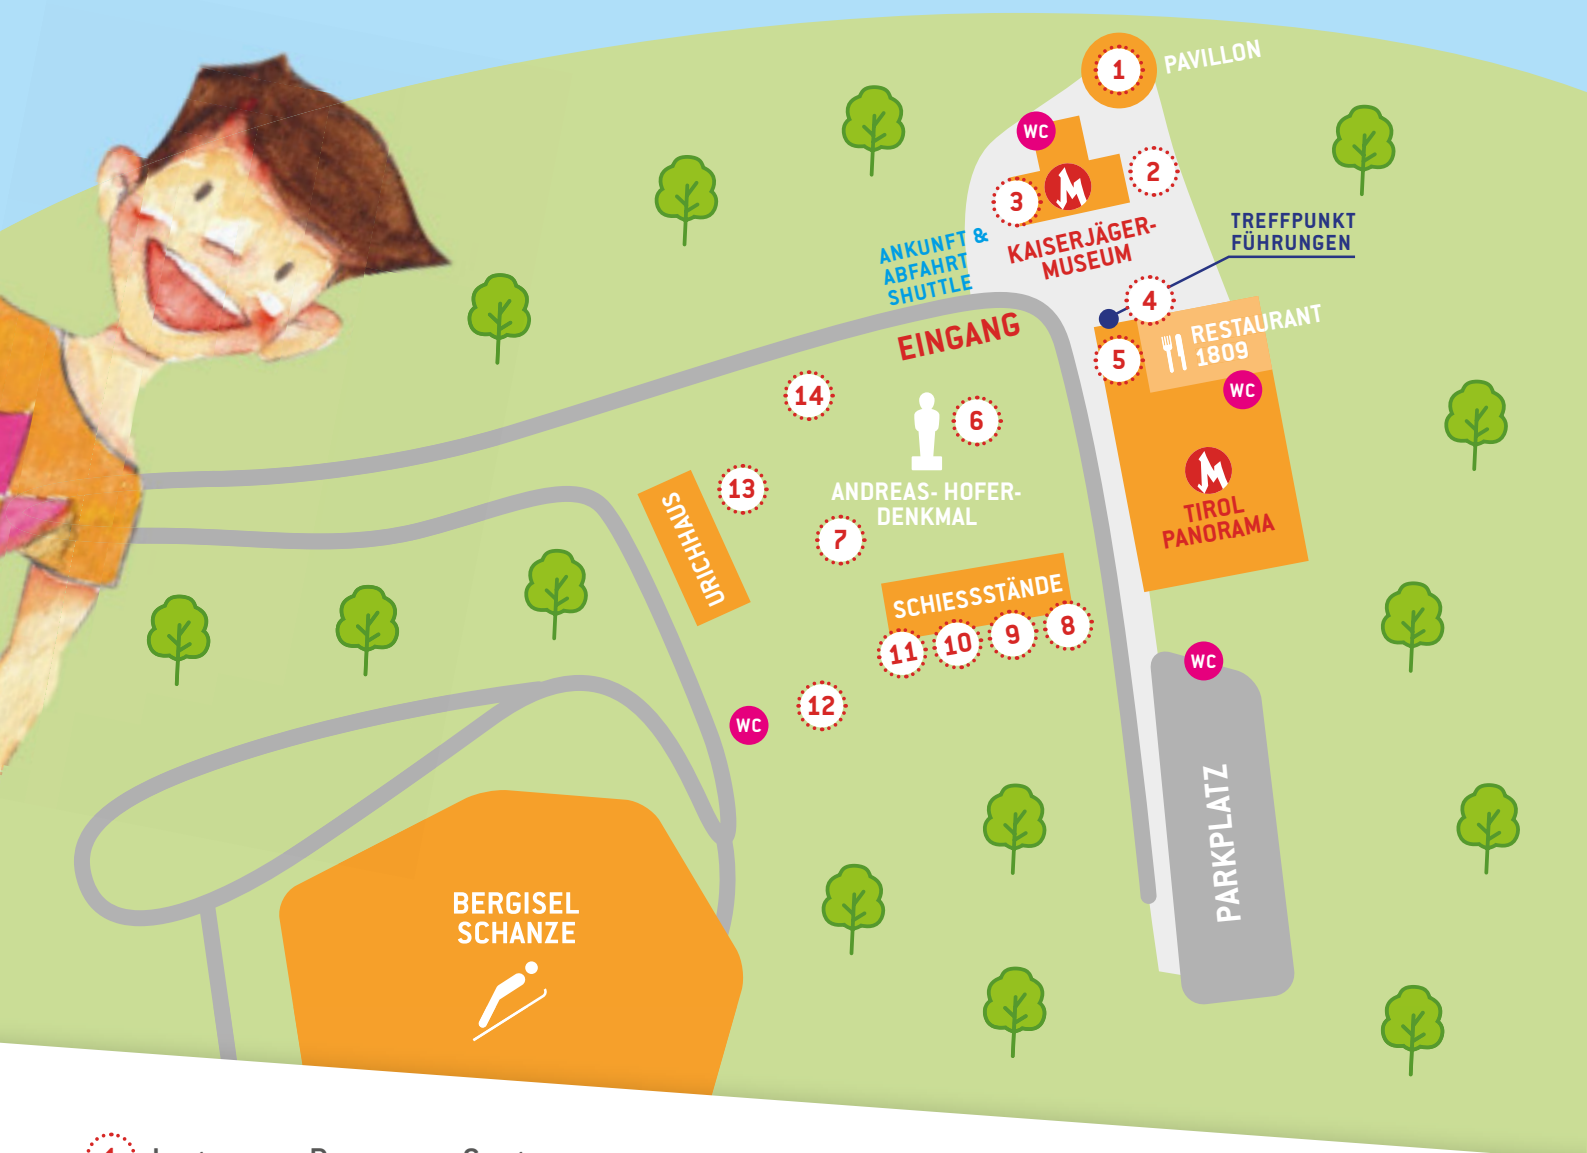 1
PAVILLON
WC
2
3
KAISERJÄGER-
MUSEUM
TREFFPUNKT
FÜHRUNGEN
ANKUNFT &
ABFAHRT
SHUTTLE
4
EINGANG
5
RESTAURANT
1809
WC
14
6
ANDREAS- HOFER-
DENKMAL
13
URICHHAUS
7
TIROL
PANORAMA
SCHIESSSTÄNDE
11
10
9
8
12
WC
WC
PARKPLATZ
BERGISEL
SCHANZE